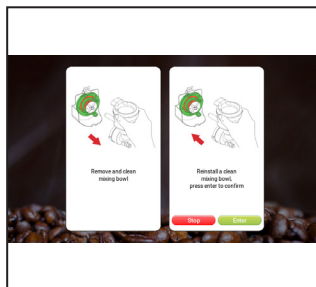 Remove and clean
mixing bowl
Reinstall a clean
mixing bowl,
press enter to confirm
Stop
Enter